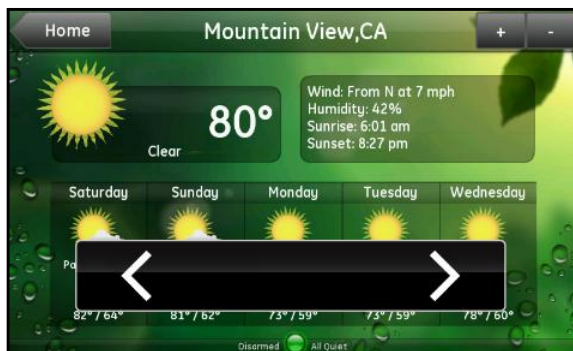 Home
Mountain View,CA
+ -
80°
Clear
Wind: From N at 7 mph
Humidity: 42%
Sunrise: 6:01 am
Sunset: 8:27 pm
Saturday Sunday Monday Tuesday Wednesday
82° / 64° 81° / 62° 73° / 59° 73° / 59° 78° / 60°
Disarmed All Quiet